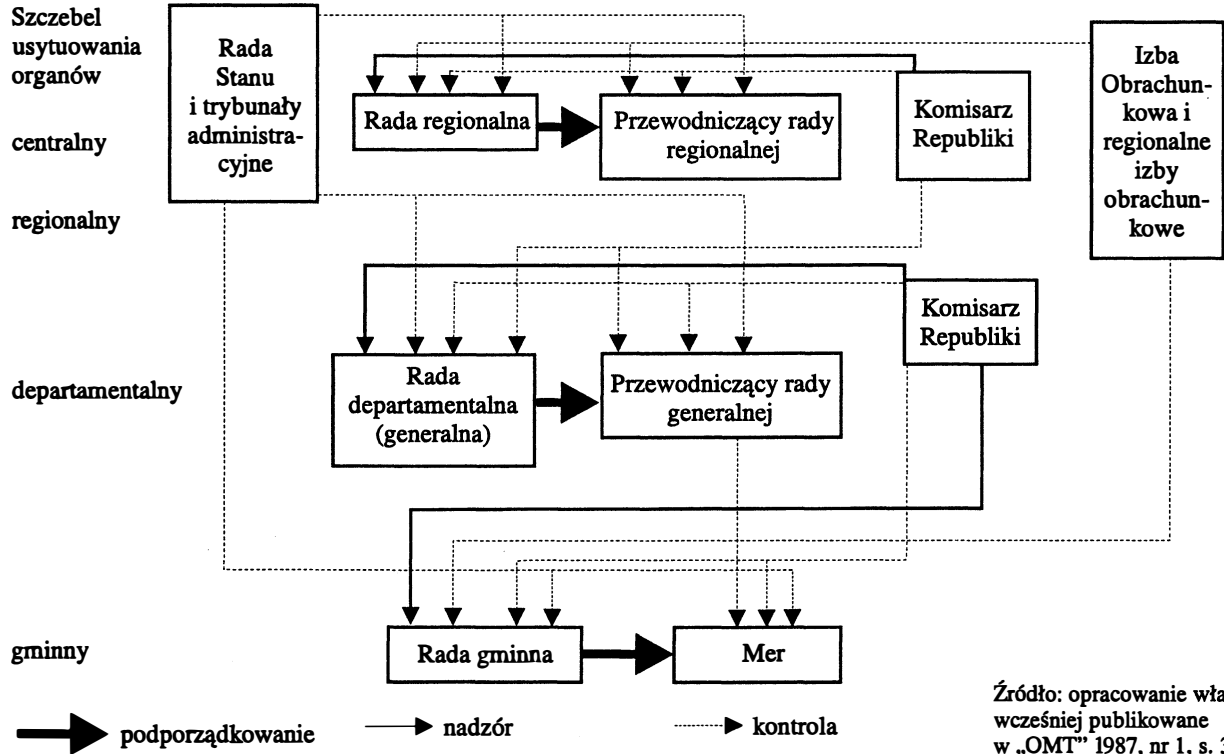 Szczebel
usytuowania
organów
centralny
regionalny
departamentalny
gminny
Rada
Stanu
i trybunały
administra-
cyjne
Rada regionalna
Przewodniczący rady
regionalnej
Komisarz
Republiki
Izba
Obrachun-
kowa i
regionalne
izby
obrachun-
kowe
Komisarz
Republiki
Rada
departamentalna
(generalna)
Przewodniczący rady
generalnej
Rada gminna
Mer
podporządkowanie
nadzór
kontrola
Źródło: opracowanie
wcześniej publikowane
w „OMT” 1987, nr 1, s.